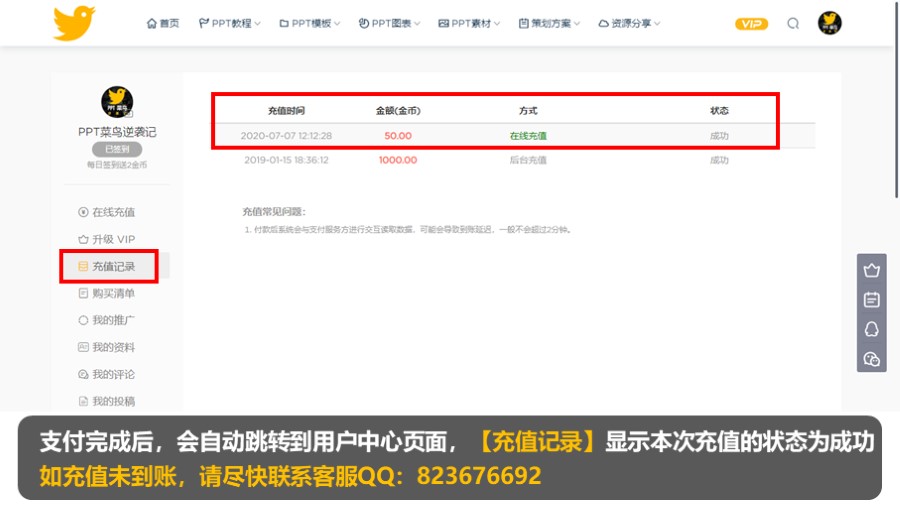 首页 PPT教程 PPT模板 PPT图表 PPT素材 策划方案 资源分享 VIP
PPT菜鸟逆袭记
已签到
每日签到送2金币
在线充值
升级 VIP
充值记录
购买清单
我的推广
我的资料
我的评论
我的投稿
充值时间 金额(金币) 方式 状态
2020-07-07 12:12:28 50.00 在线充值 成功
2019-01-15 18:36:12 1000.00 后台充值 成功
充值常见问题:
1. 付款后系统会与支付服务方进行交互读取数据，可能会导致到账延迟，一般不会超过2分钟。
支付完成后，会自动跳转到用户中心页面，【充值记录】显示本次充值的状态为成功
如充值未到账，请尽快联系客服QQ：823676692